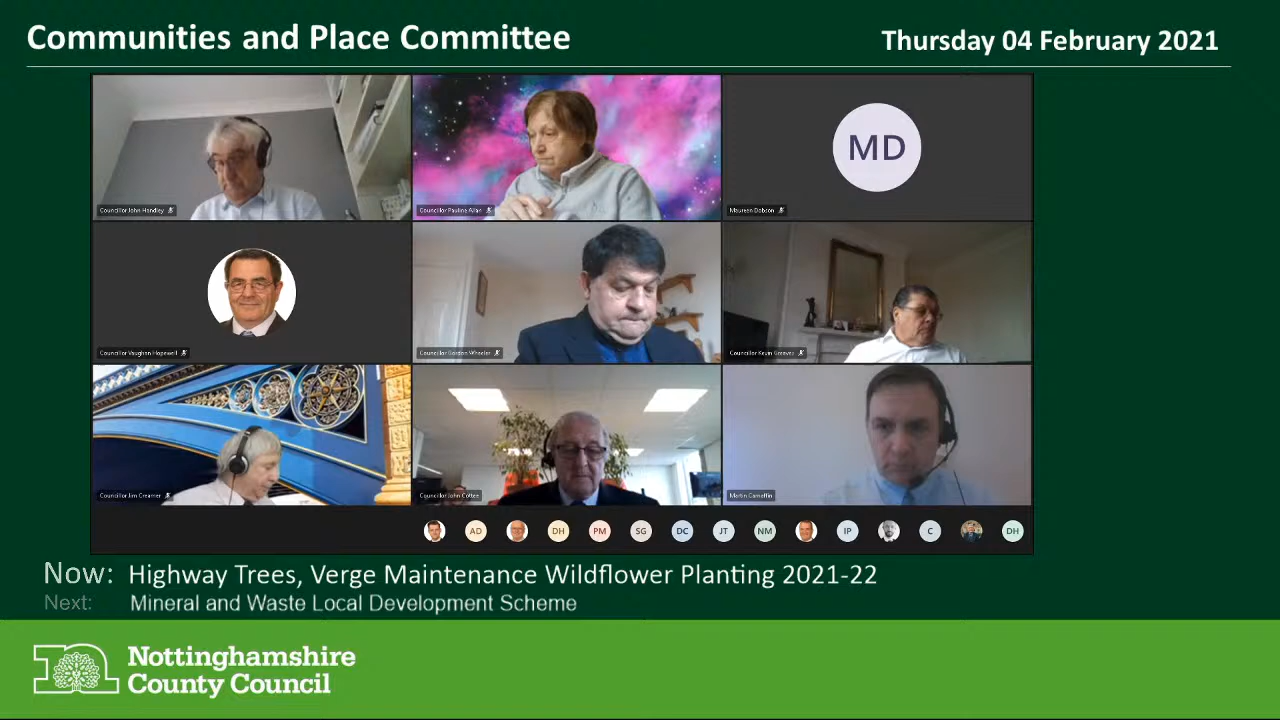 Communities and Place Committee
Thursday 04 February 2021
Councillor John Handley
Councillor Pauline Allan
MD
Maureen Dobson
Councillor Vaughan Hopewell
Councillor Gordon Wheeler
Councillor Kevin Greaves
Councillor Jim Creamer
Councillor John Cottee
Martin
AD
DH
PM
SG
DC
JT
NM
IP
C
DH
Now: Highway Trees, Verge Maintenance Wildflower Planting 2021-22
Next: Mineral and Waste Local Development Scheme
Nottinghamshire
County Council